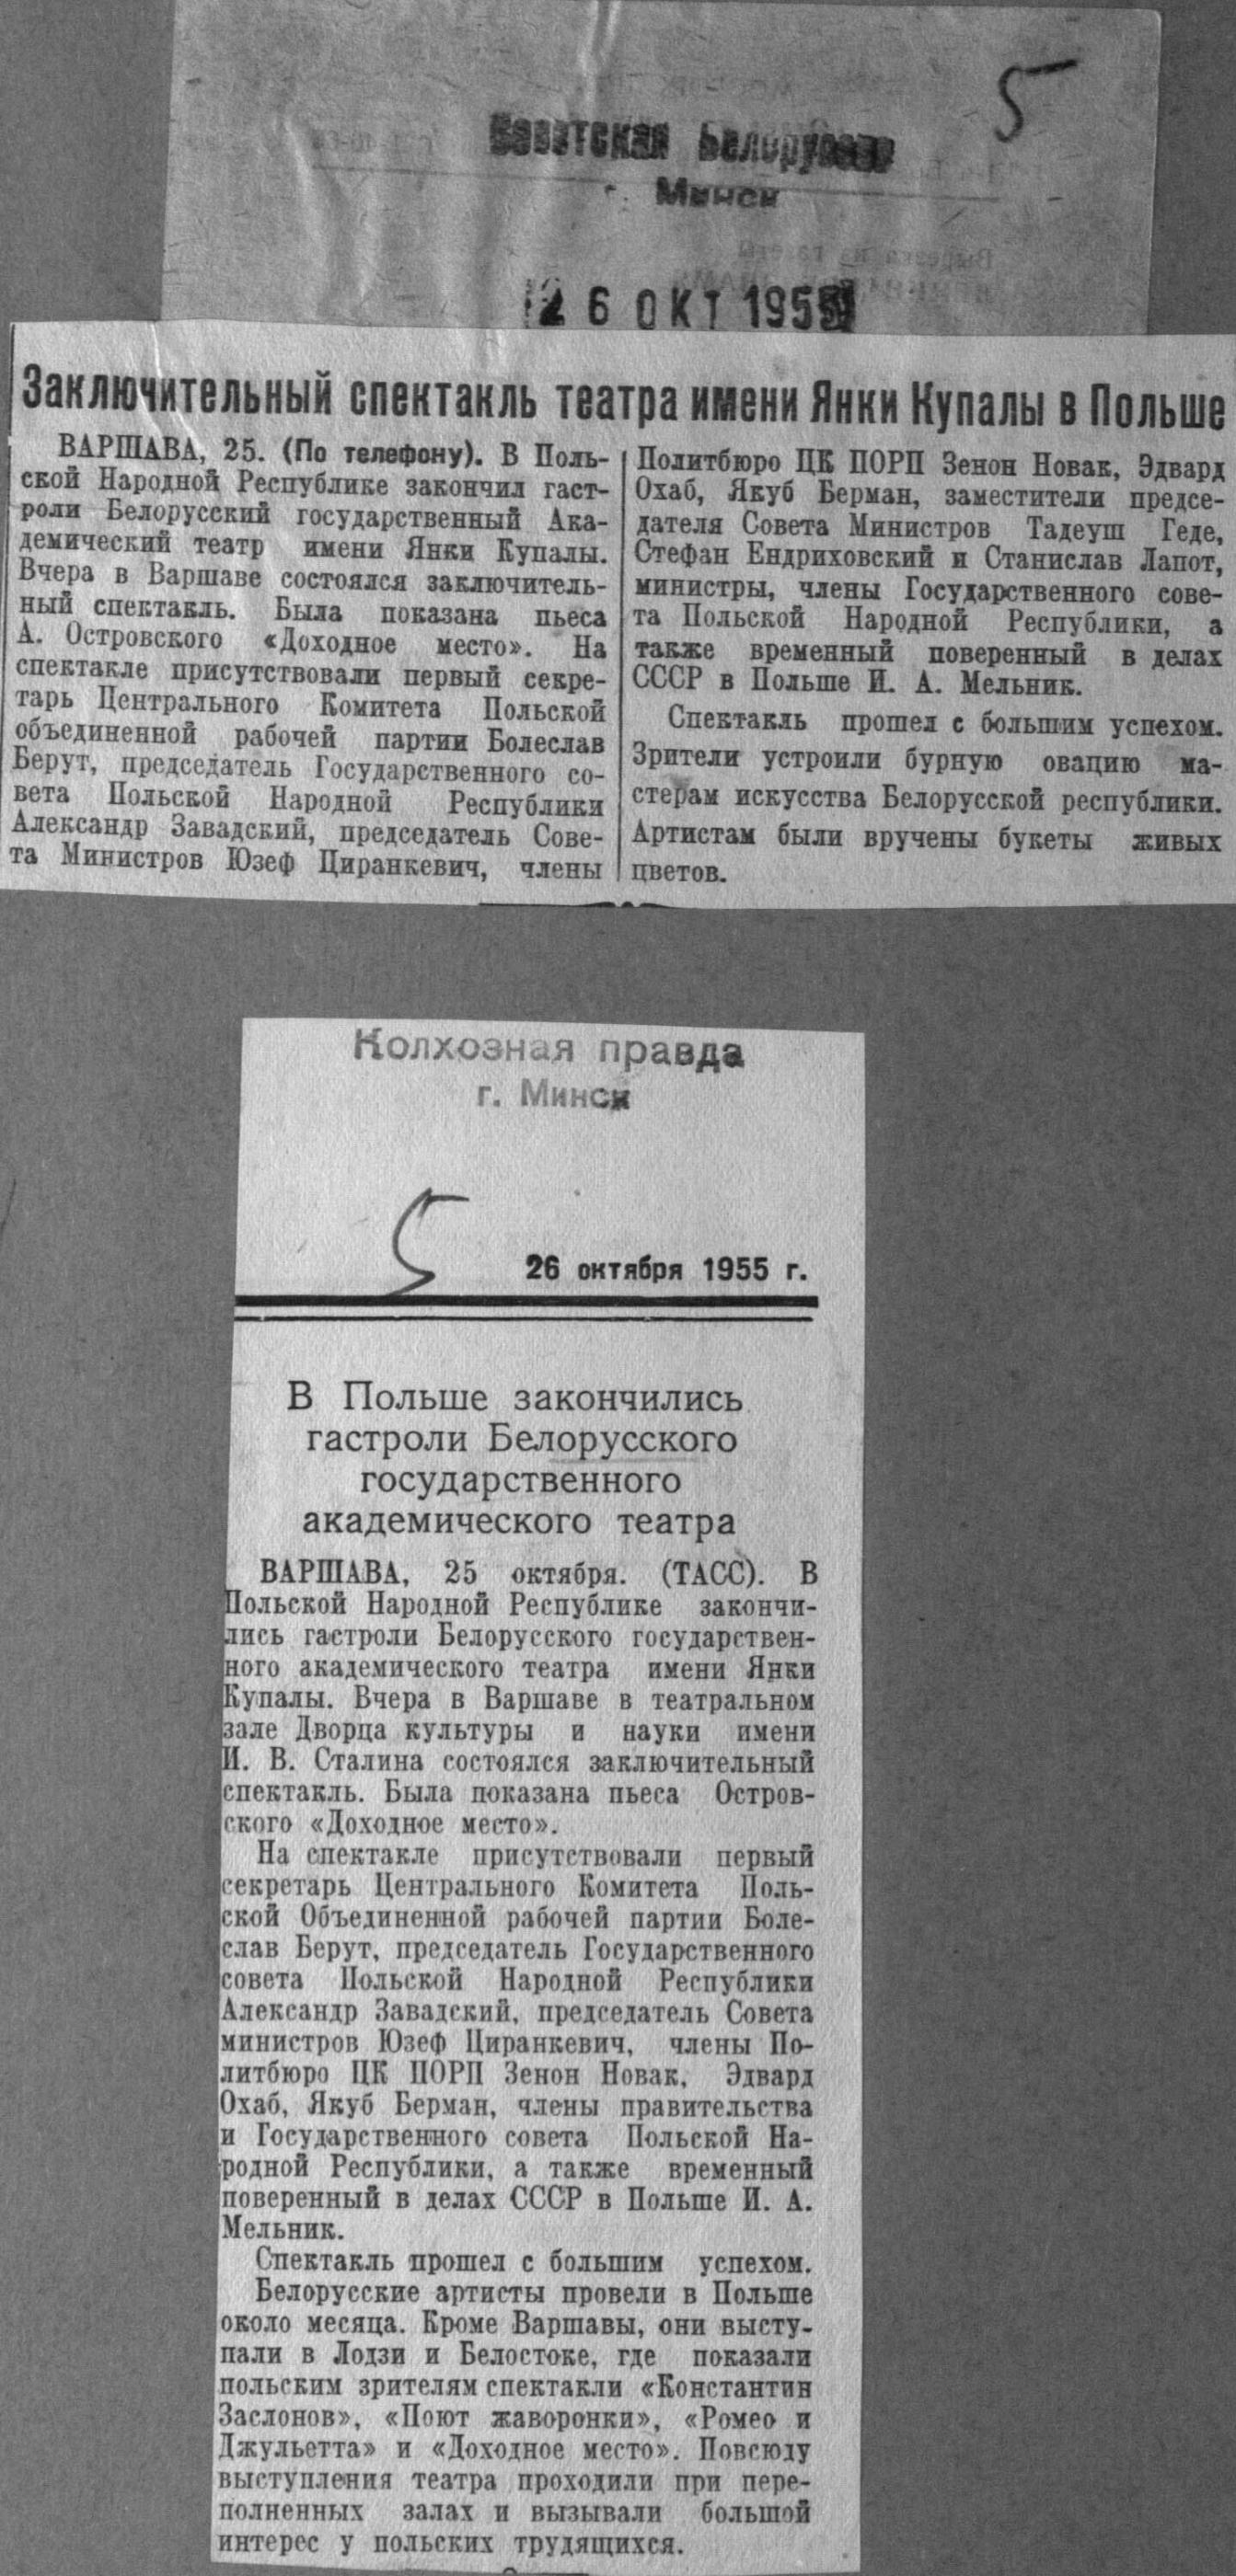 5
Советская Белоруссия
г. Минск
26 ОКТ 1955
Заключительный спектакль театра имени Янки Купалы в Польше
ВАРШАВА, 25. (По телефону). В Поль-
ской Народной Республике закончил гаст-
роли Белорусский государственный Ака-
демический театр имени Янки Купалы.
Вчера в Варшаве состоялся заключитель-
ный спектакль. Была показана пьеса
А. Островского «Доходное место». На
спектакле присутствовали первый секре-
тарь Центрального Комитета Польской
объединенной рабочей партии Болеслав
Берут, председатель Государственного со-
вета Польской Народной Республики
Александр Завадский, председатель Сове-
та Министров Юзеф Циранкевич, члены
Политбюро ЦК ПОРП Зенон Новак, Эдвард
Охаб, Якуб Берман, заместители предсе-
дателя Совета Министров Тадеуш Геде,
Стефан Ендриховский и Станислав Лапот,
министры, члены Государственного сове-
та Польской Народной Республики, а
также временный поверенный в делах
СССР в Польше И. А. Мельник.
Спектакль прошел с большим успехом.
Зрители устроили бурную овацию ма-
стерам искусства Белорусской республики.
Артистам были вручены букеты живых
цветов.
Колхозная правда
г. Минск
5
26 октября 1955 г.
В Польше закончились
гастроли Белорусского
государственного
академического театра
ВАРШАВА, 25 октября. (ТАСС). В
Польской Народной Республике закончи-
лись гастроли Белорусского государствен-
ного академического театра имени Янки
Купалы. Вчера в Варшаве в театральном
зале Дворца культуры и науки имени
И. В. Сталина состоялся заключительный
спектакль. Была показана пьеса Остров-
ского «Доходное место».
На спектакле присутствовали первый
секретарь Центрального Комитета Поль-
ской Объединенной рабочей партии Боле-
слав Берут, председатель Государственного
совета Польской Народной Республики
Александр Завадский, председатель Совета
министров Юзеф Циранкевич, члены По-
литбюро ЦК ПОРП Зенон Новак, Эдвард
Охаб, Якуб Берман, члены правительства
и Государственного совета Польской На-
родной Республики, а также временный
поверенный в делах СССР в Польше И. А.
Мельник.
Спектакль прошел с большим успехом.
Белорусские артисты провели в Польше
около месяца. Кроме Варшавы, они высту-
пали в Лодзи и Белостоке, где показали
польским зрителям спектакли «Константин
Заслонов», «Поют жаворонки», «Ромео и
Джульетта» и «Доходное место». Повсюду
выступления театра проходили при пере-
полненных залах и вызывали большой
интерес у польских трудящихся.